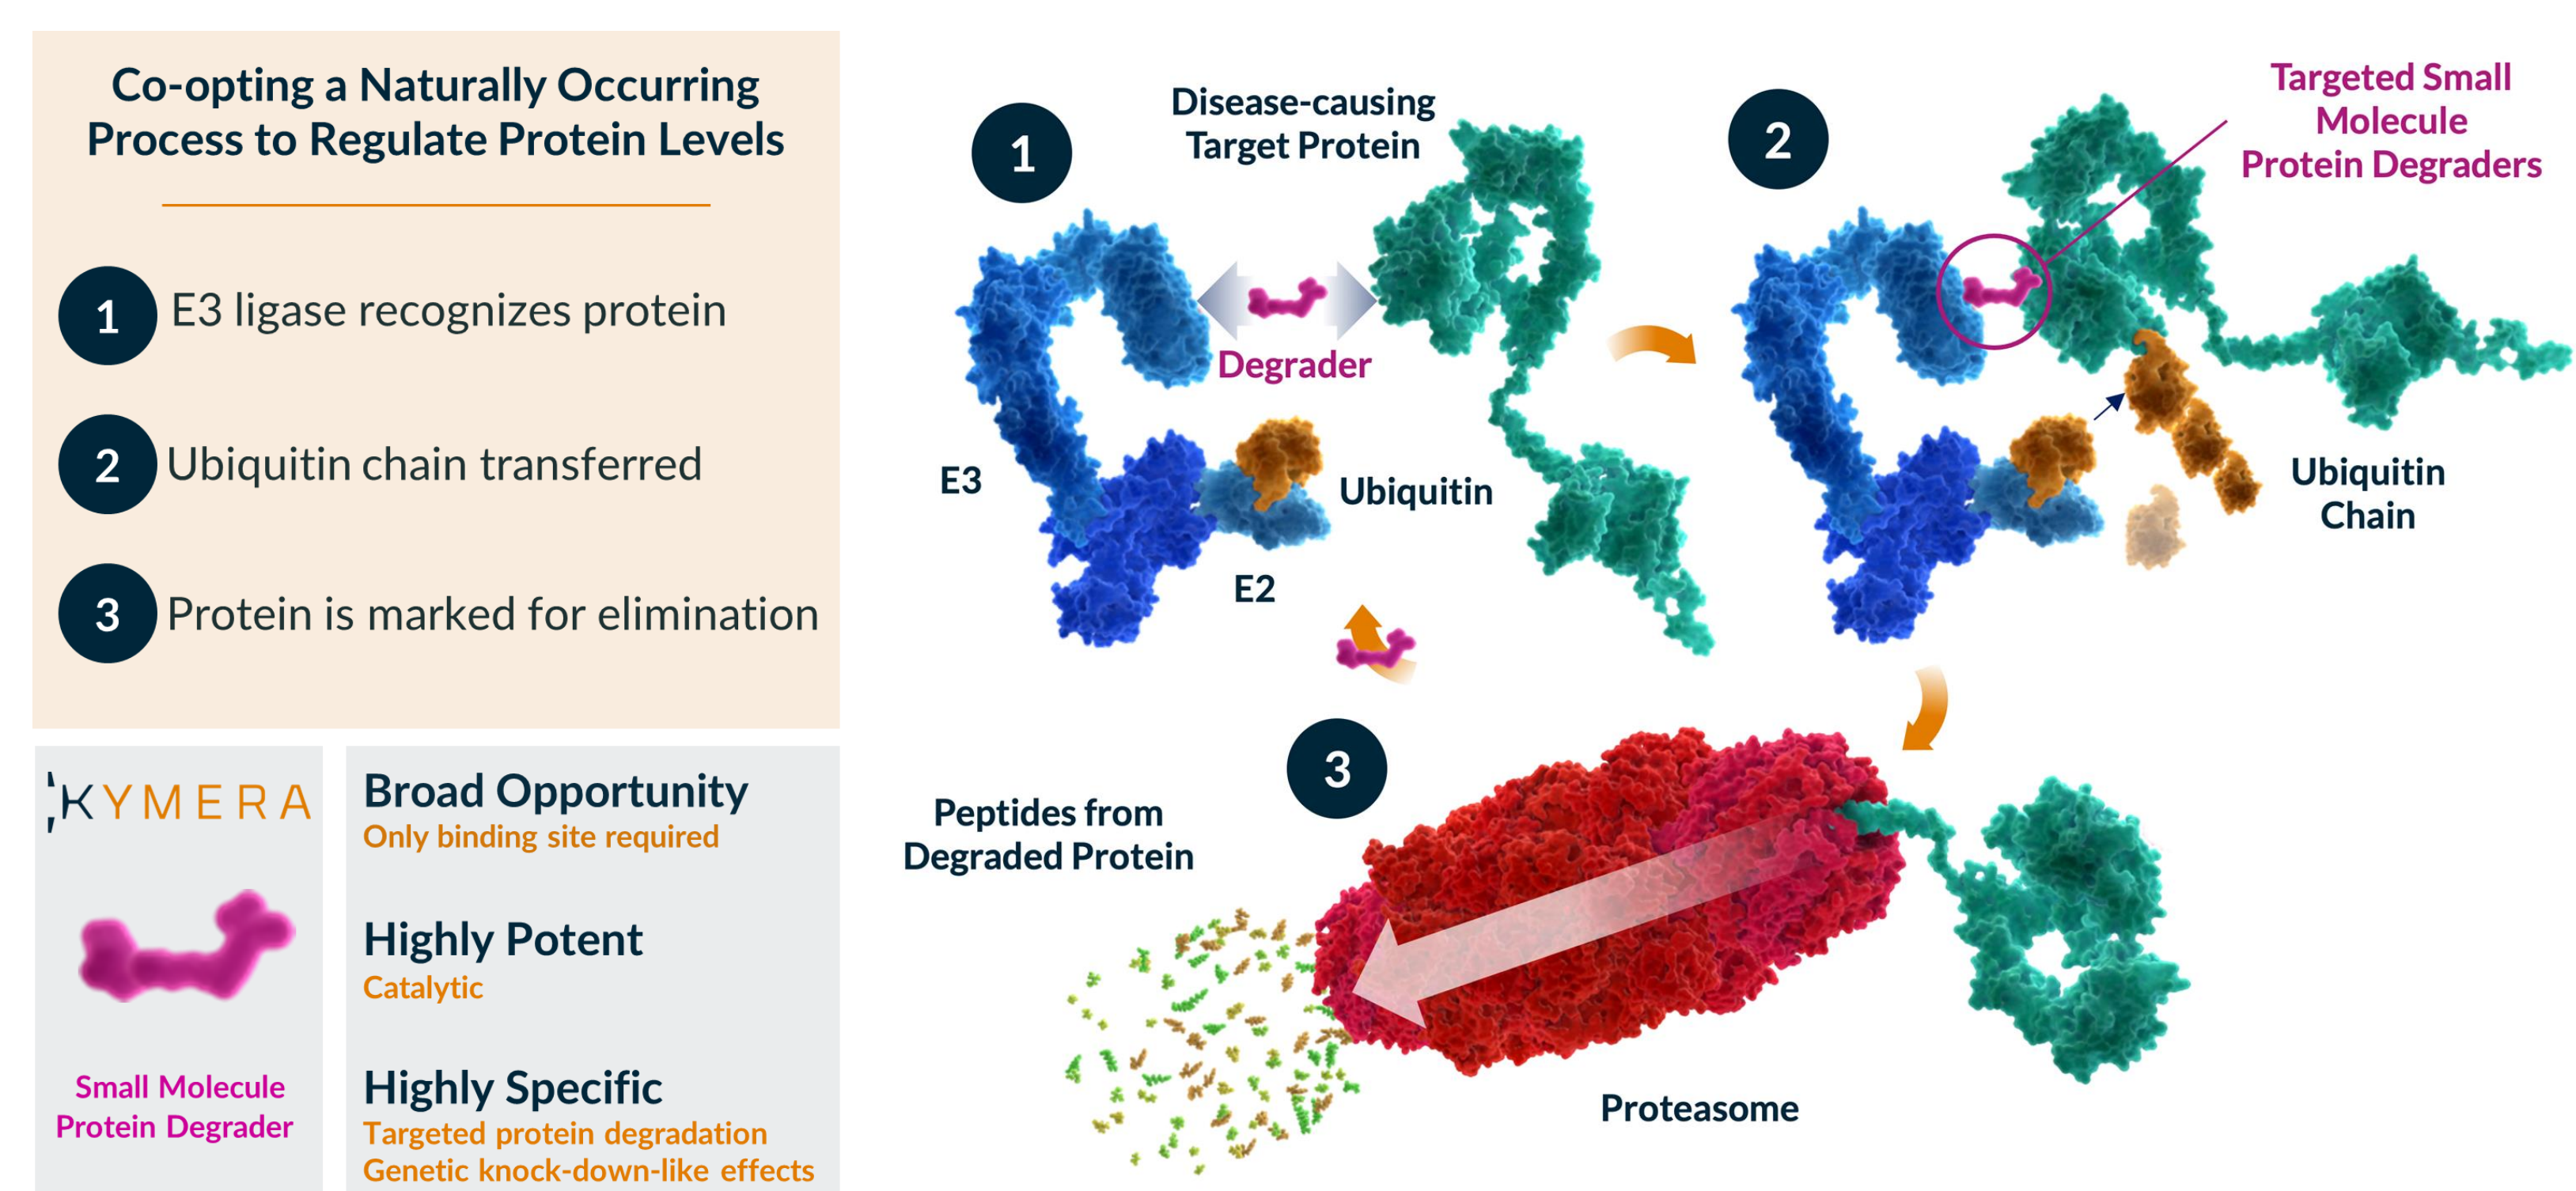 Co-opting a Naturally Occurring
Process to Regulate Protein Levels
1 E3 ligase recognizes protein
2 Ubiquitin chain transferred
3 Protein is marked for elimination
KYMERA
Small Molecule
Protein Degrader
Broad Opportunity
Only binding site required
Highly Potent
Catalytic
Highly Specific
Targeted protein degradation
Genetic knock-down-like effects
1
Disease-causing
Target Protein
Degrader
E3
Ubiquitin
E2
2
Targeted Small
Molecule
Protein Degraders
Ubiquitin
Chain
3
Peptides from
Degraded Protein
Proteasome